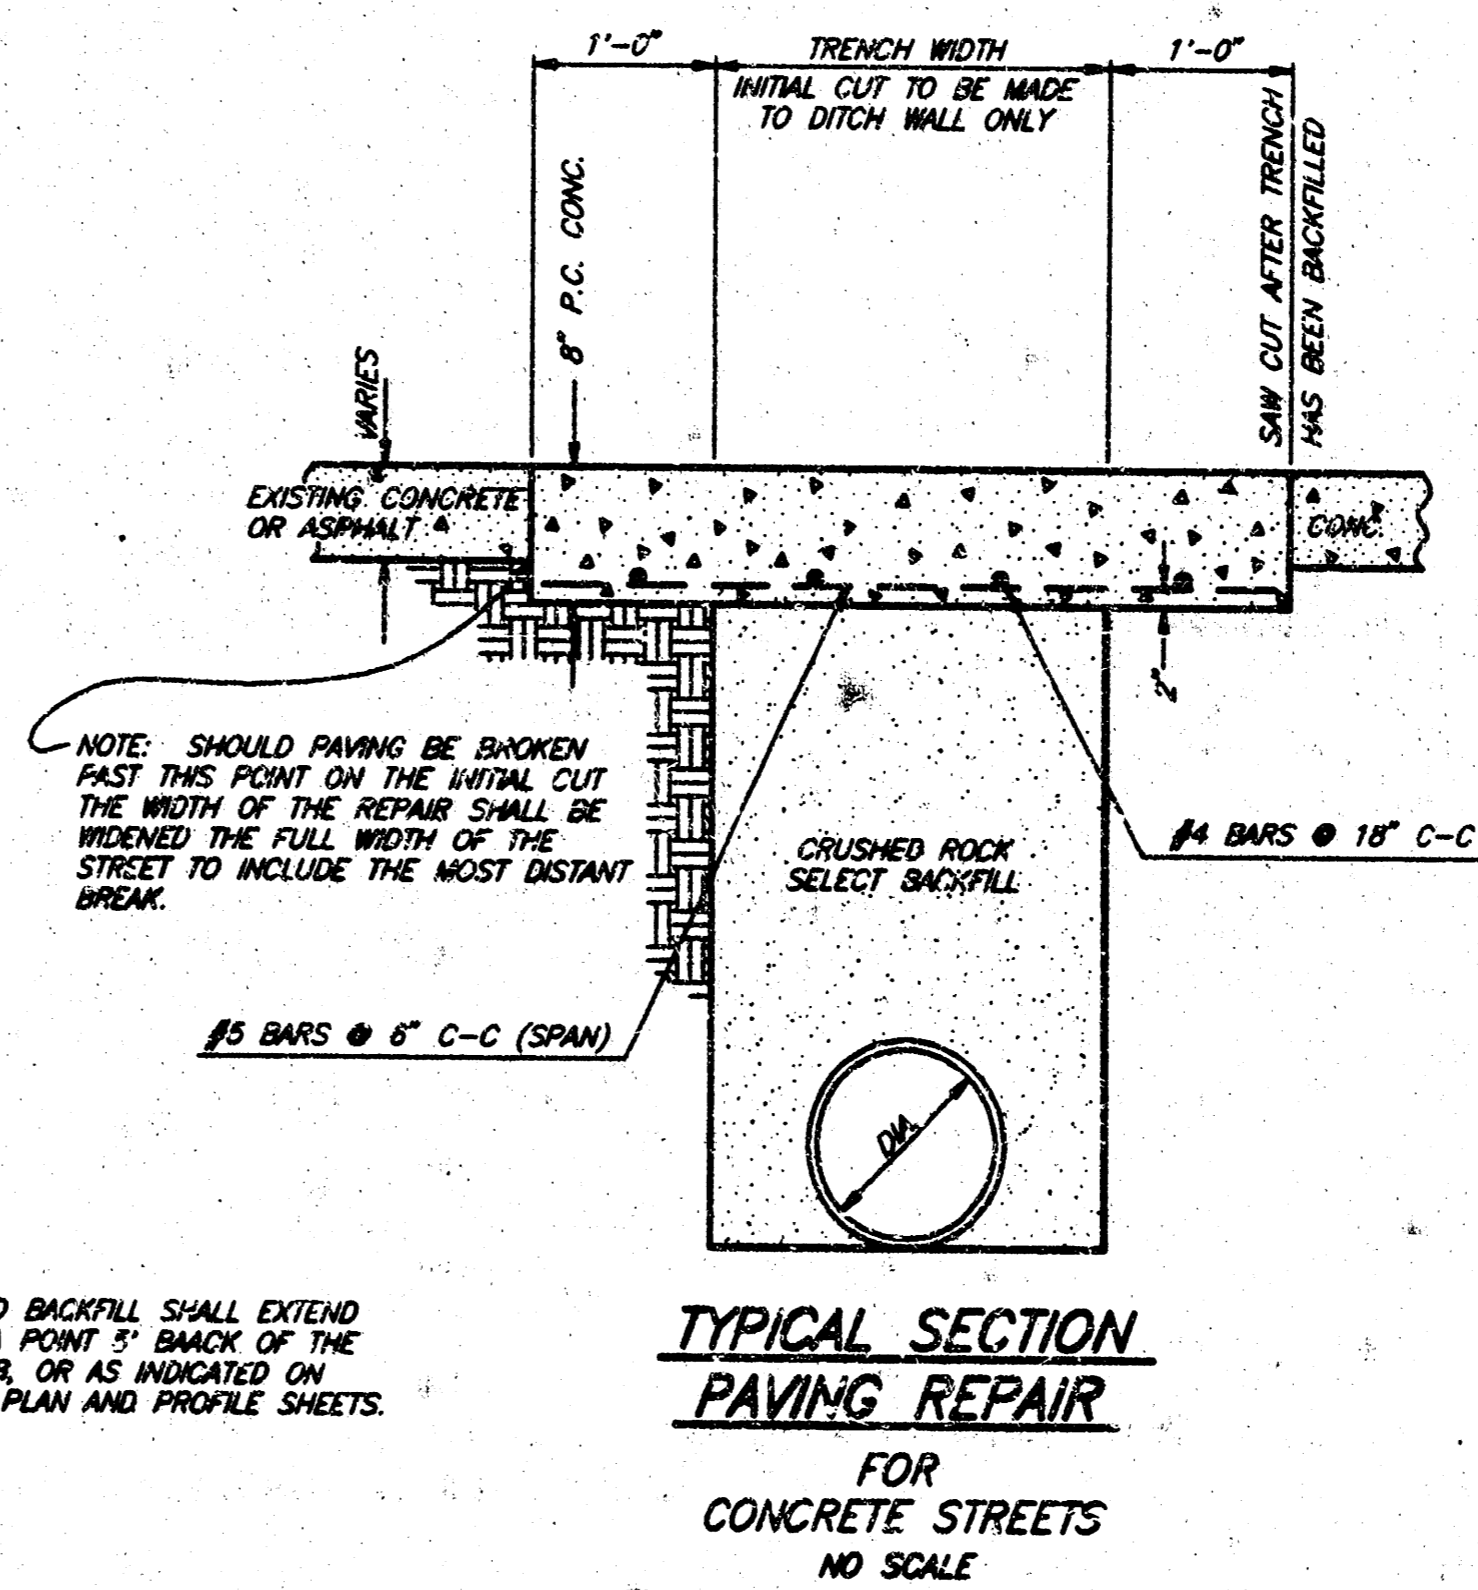 1'-0"
TRENCH WIDTH
1'-0"
INITIAL CUT TO BE MADE
TO DITCH WALL ONLY
SAW CUT AFTER TRENCH
HAS BEEN BACKFILLED
8" P.C. CONC.
VARIES
EXISTING CONCRETE
OR ASPHALT
CONC.
2"
NOTE: SHOULD PAVING BE BROKEN
PAST THIS POINT ON THE INITIAL CUT
THE WIDTH OF THE REPAIR SHALL BE
WIDENED THE FULL WIDTH OF THE
STREET TO INCLUDE THE MOST DISTANT
BREAK.
CRUSHED ROCK
SELECT BACKFILL
#4 BARS @ 18" C-C
#5 BARS @ 6" C-C (SPAN)
DIA.
BACKFILL SHALL EXTEND
POINT 5' BAACK OF THE
OR AS INDICATED ON
PLAN AND PROFILE SHEETS.
TYPICAL SECTION
PAVING REPAIR
FOR
CONCRETE STREETS
NO SCALE